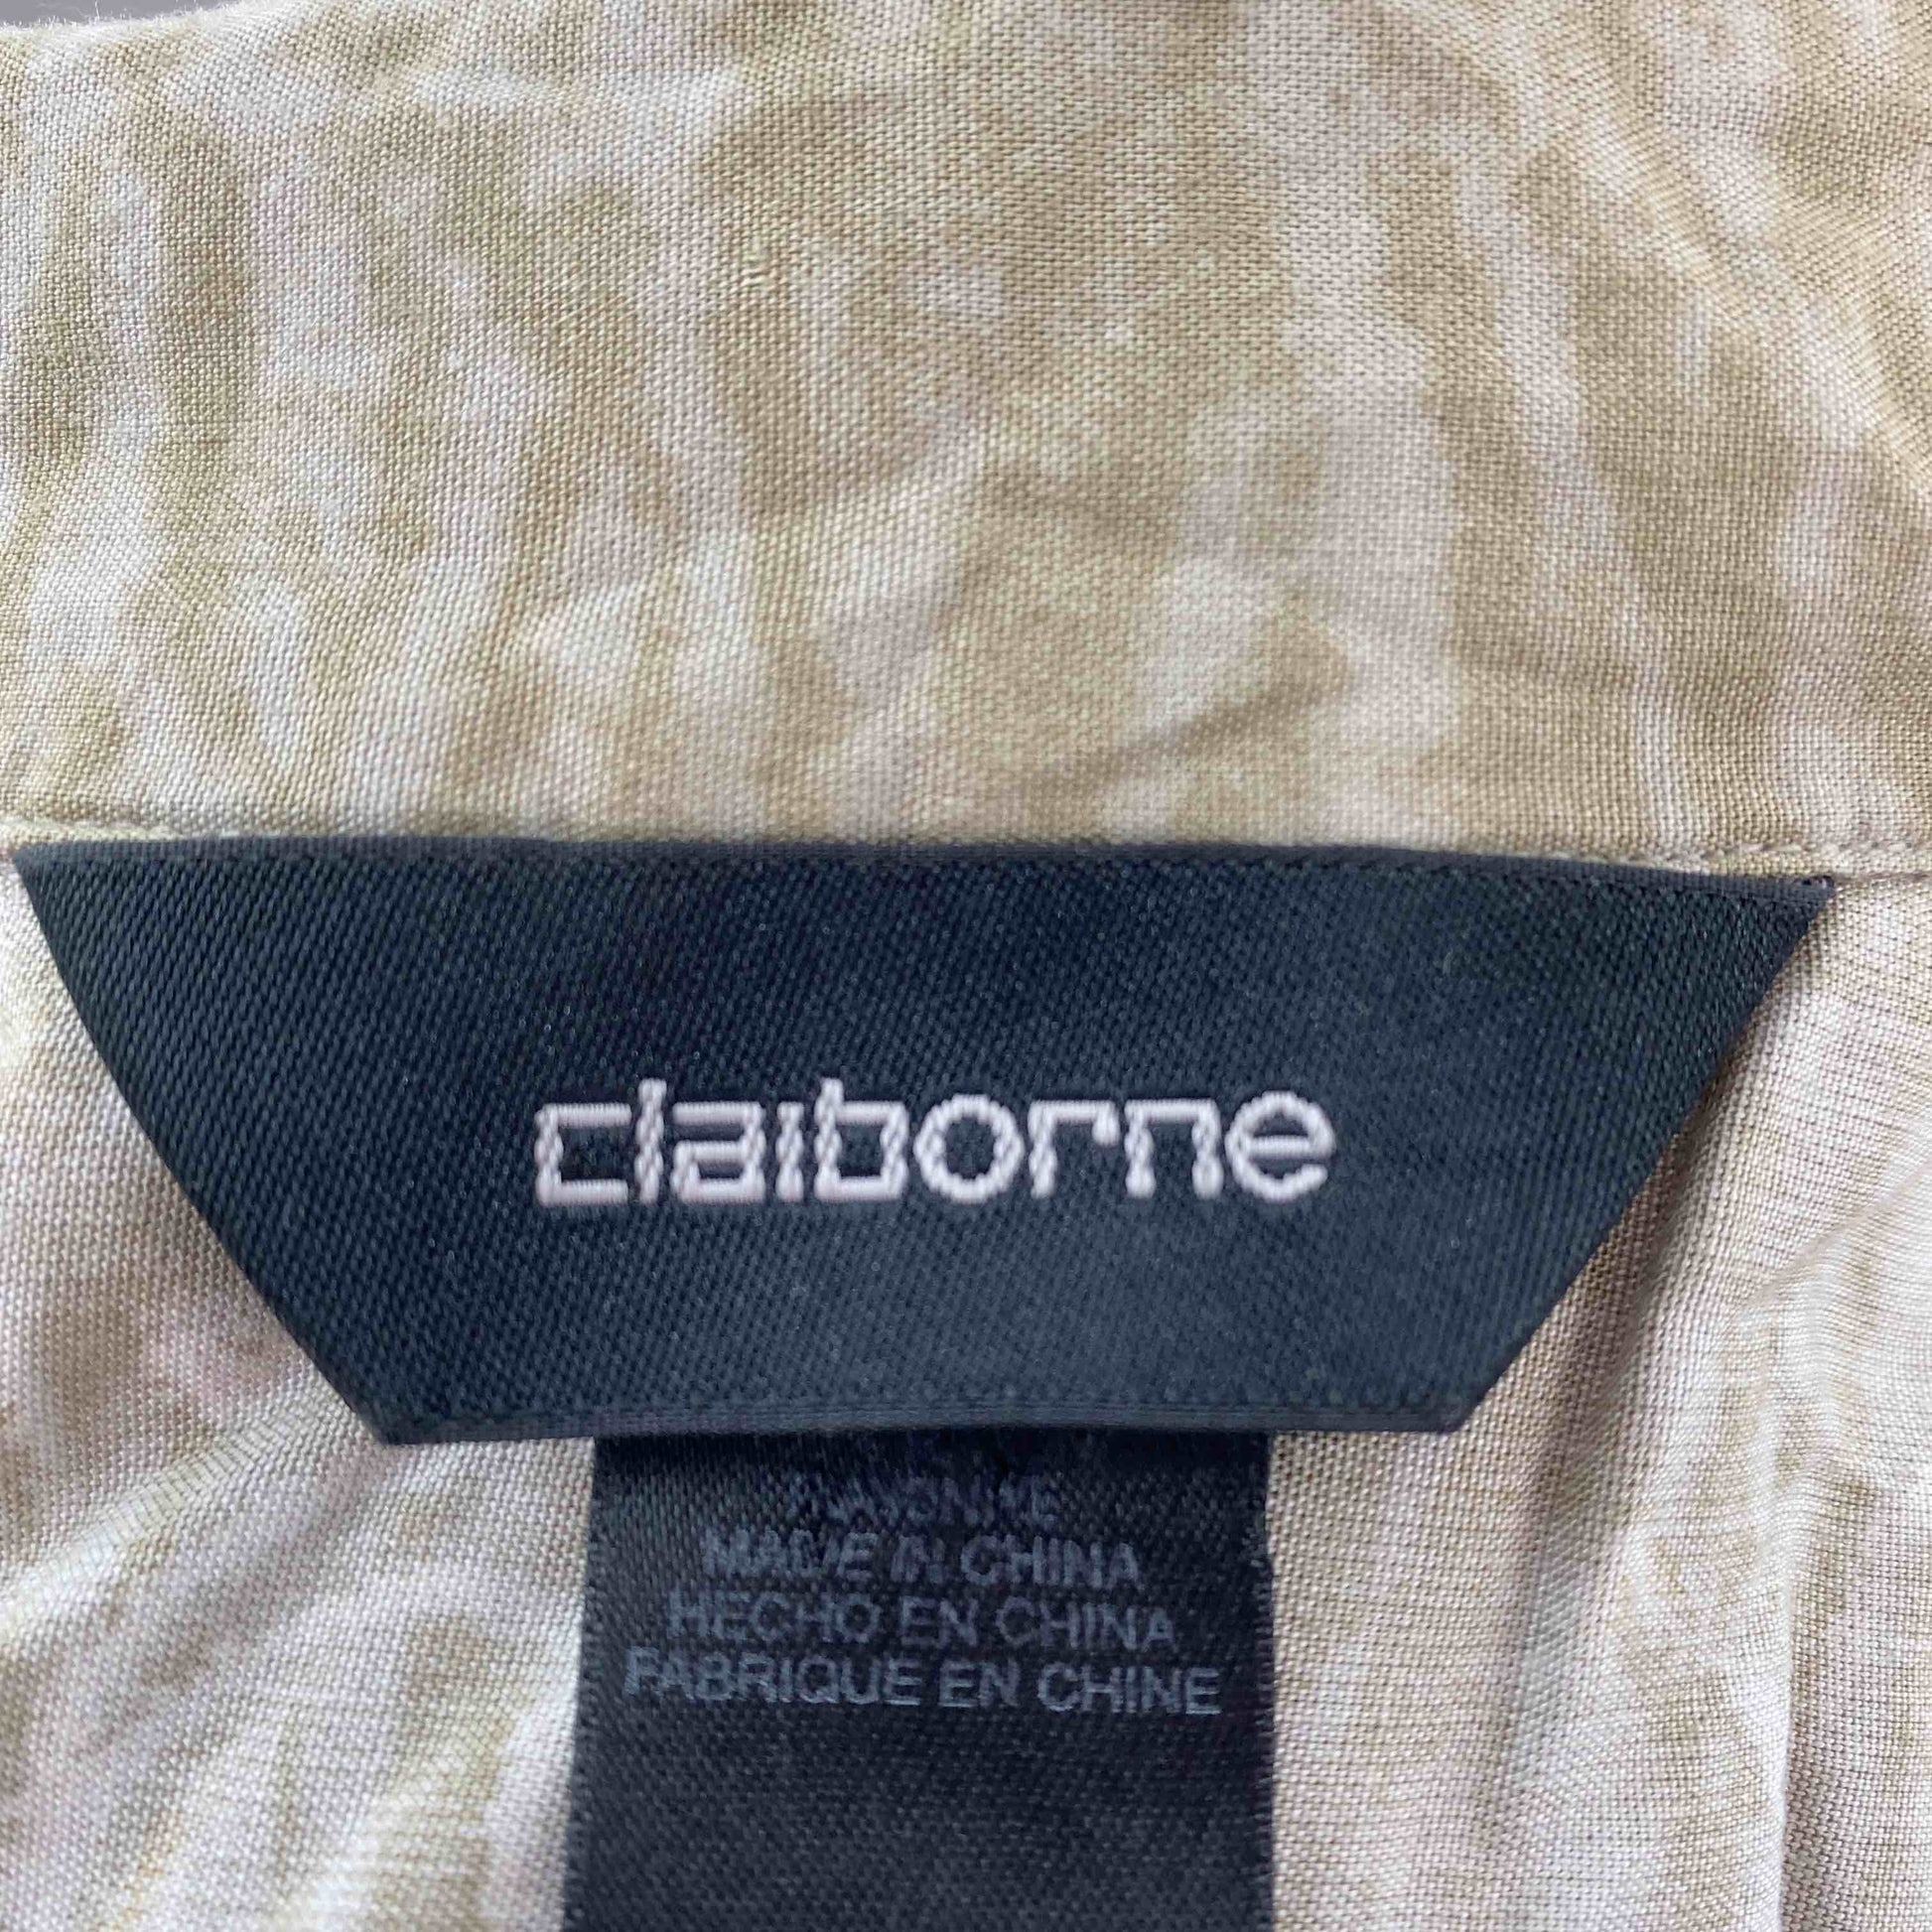 claiborne
MADE IN CHINA
HECHO EN CHINA
FABRIQUE EN CHINE